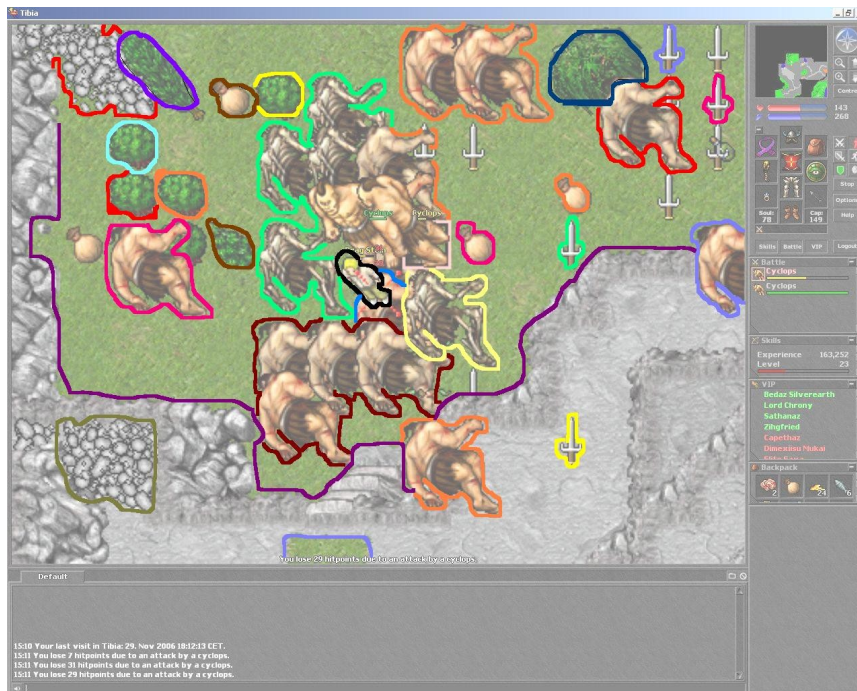 Tibia
143
268
Stop
Options
Soul:
78
Cap:
149
Help
Skills Battle VIP Logout
Cyclops Cyclops
Battle
Cyclops
Cyclops
Skills
Experience 163,252
Level 23
VIP
Bedaz Silverearth
Lord Chrony
Sathanaz
Zihgfried
Capethaz
Backpack
2 24 6
You lose 29 hitpoints due to an attack by a cyclops.
Default
15:10 Your last visit in Tibia: 29. Nov 2006 18:12:13 CET.
15:11 You lose 7 hitpoints due to an attack by a cyclops.
15:11 You lose 31 hitpoints due to an attack by a cyclops.
15:11 You lose 29 hitpoints due to an attack by a cyclops.